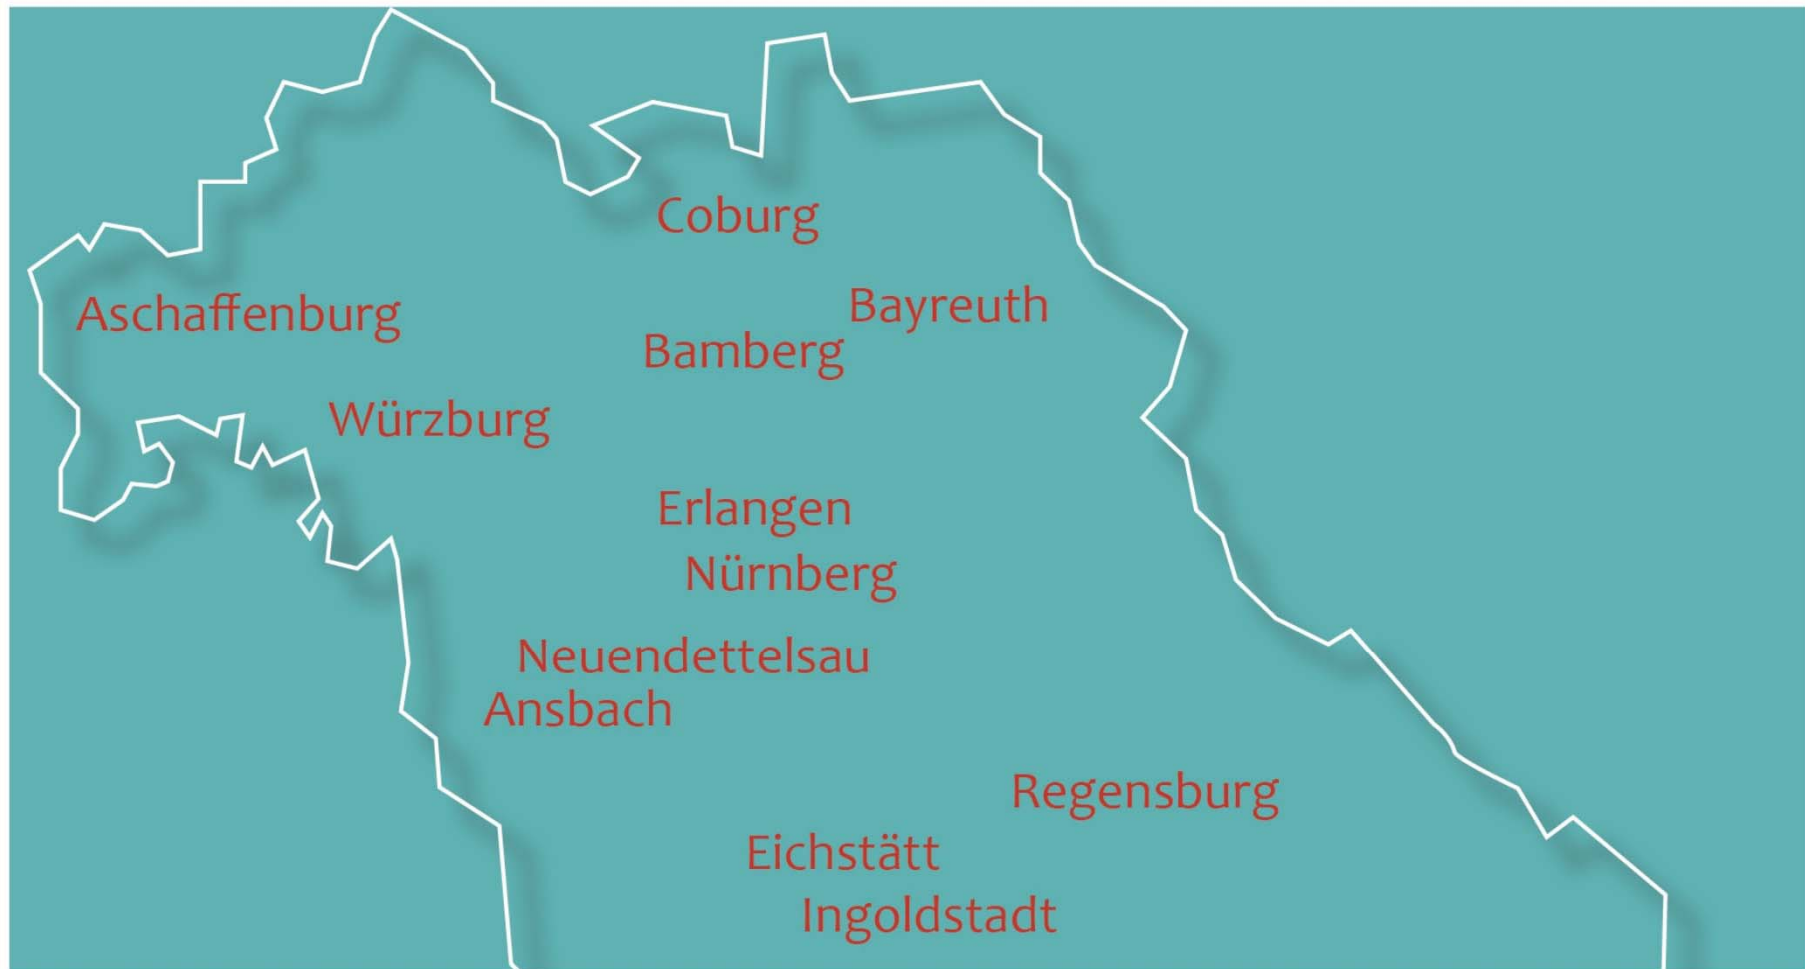 Coburg
Bayreuth
Aschaffenburg
Bamberg
Würzburg
Erlangen
Nürnberg
Neuendettelsau
Ansbach
Regensburg
Eichstätt
Ingoldstadt